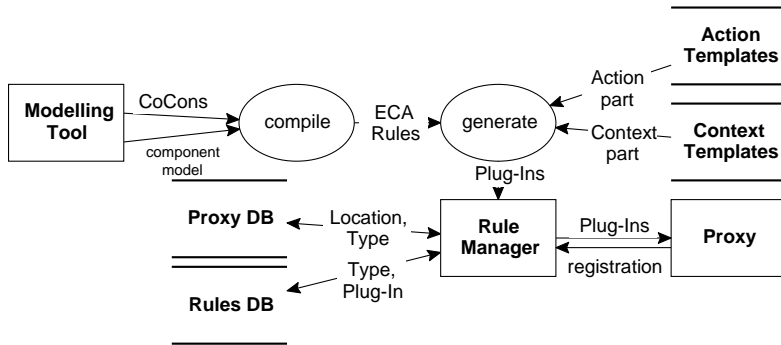 Action
Templates
Action
part
Modelling
Tool
CoCons
component
model
compile
ECA
Rules
generate
Context
part
Context
Templates
Plug-Ins
Proxy DB
Location,
Type
Rule
Manager
Plug-Ins
registration
Proxy
Rules DB
Type,
Plug-In